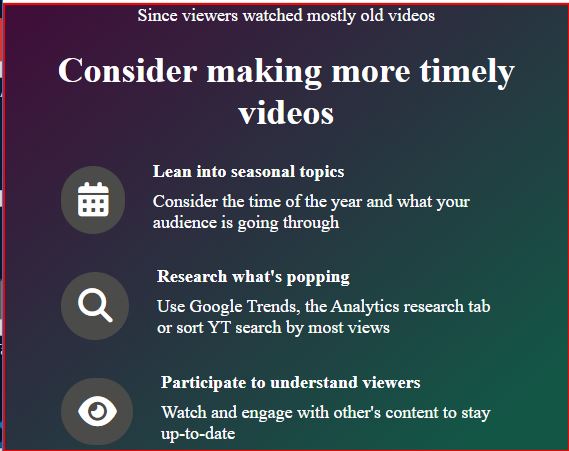 Since viewers watched mostly old videos
Consider making more timely
videos
Lean into seasonal topics
Consider the time of the year and what your
audience is going through
Research what's popping
Use Google Trends, the Analytics research tab
or sort YT search by most views
Participate to understand viewers
Watch and engage with other's content to stay
up-to-date